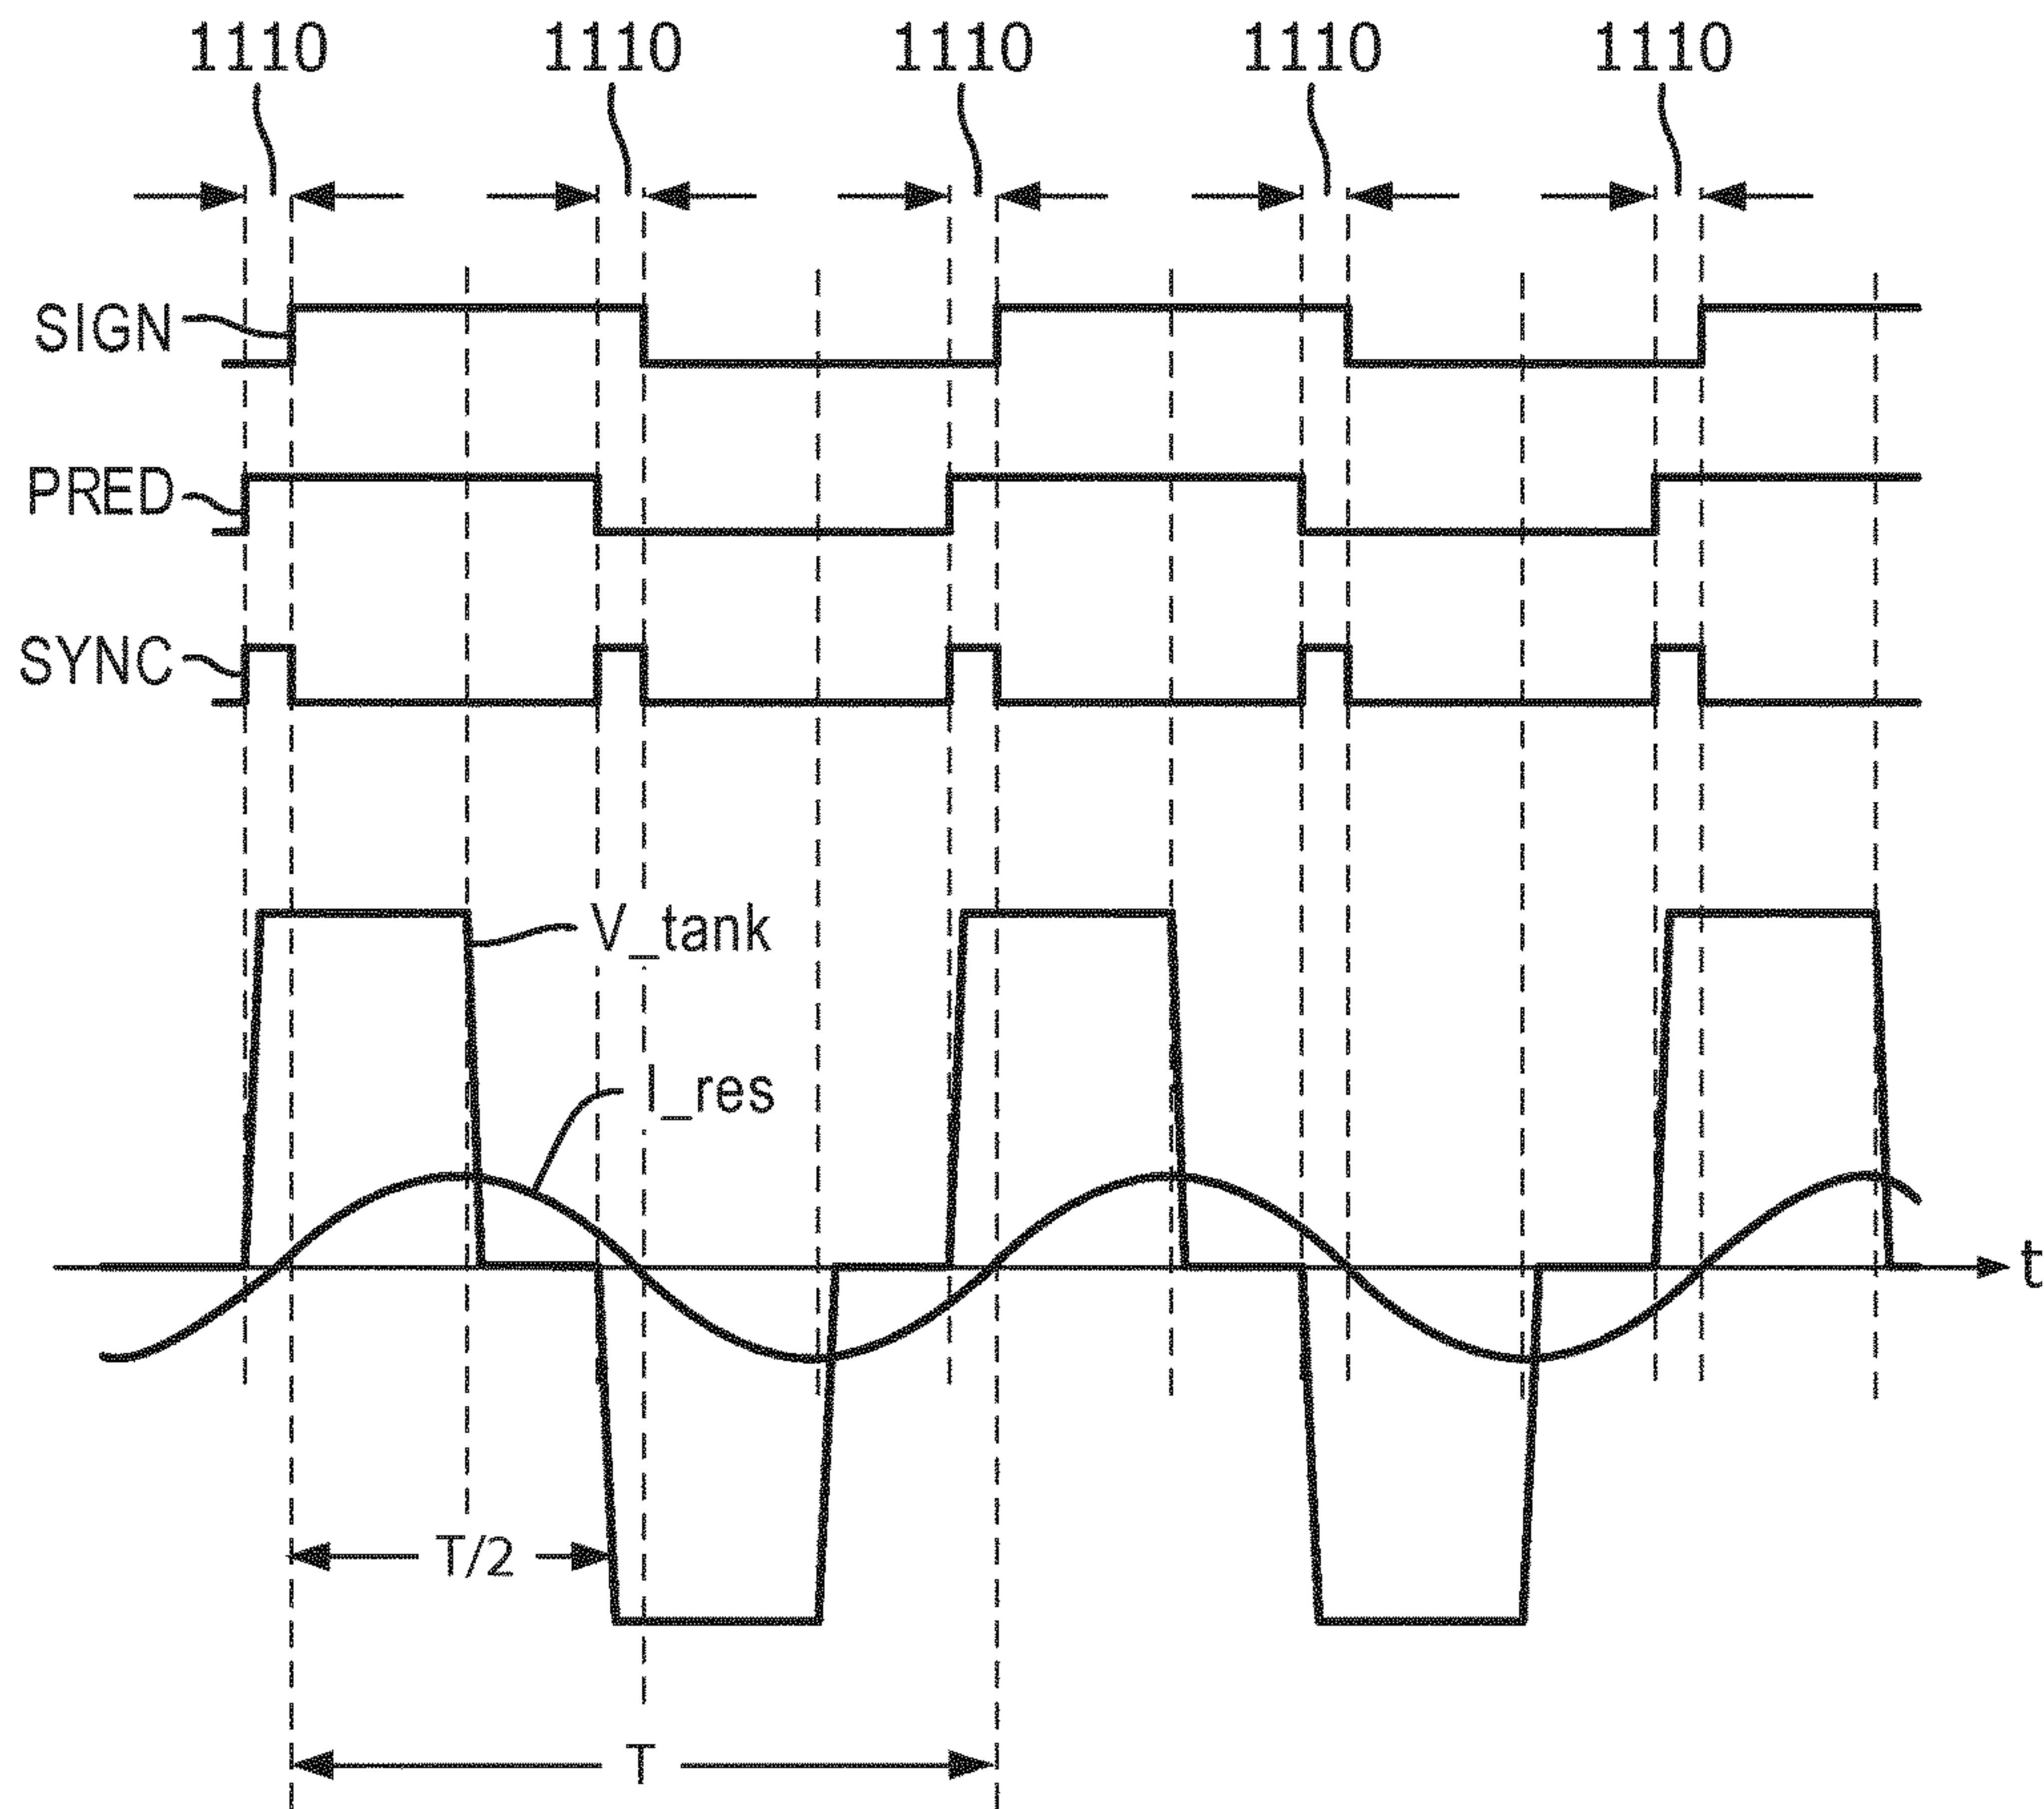 1110 1110 1110 1110 1110
SIGN
PRED
SYNC
V_tank
I_res
t
T/2
T